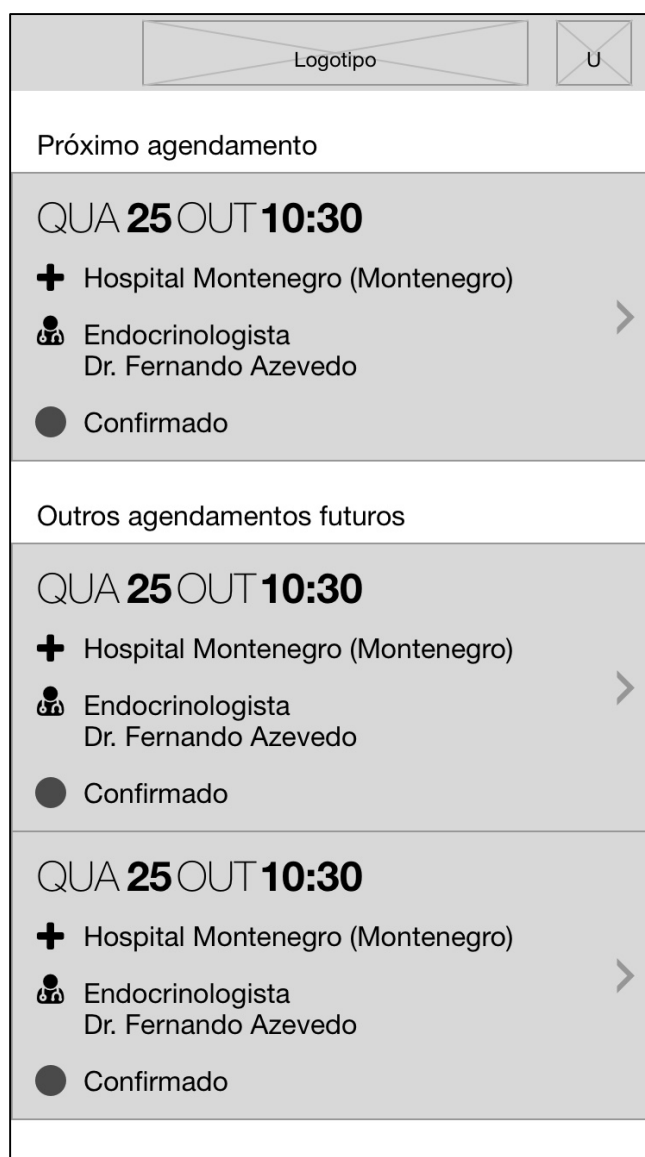 Logotipo
U
Próximo agendamento
QUA 25 OUT 10:30
Hospital Montenegro (Montenegro)
Endocrinologista
Dr. Fernando Azevedo
Confirmado
Outros agendamentos futuros
QUA 25 OUT 10:30
Hospital Montenegro (Montenegro)
Endocrinologista
Dr. Fernando Azevedo
Confirmado
QUA 25 OUT 10:30
Hospital Montenegro (Montenegro)
Endocrinologista
Dr. Fernando Azevedo
Confirmado